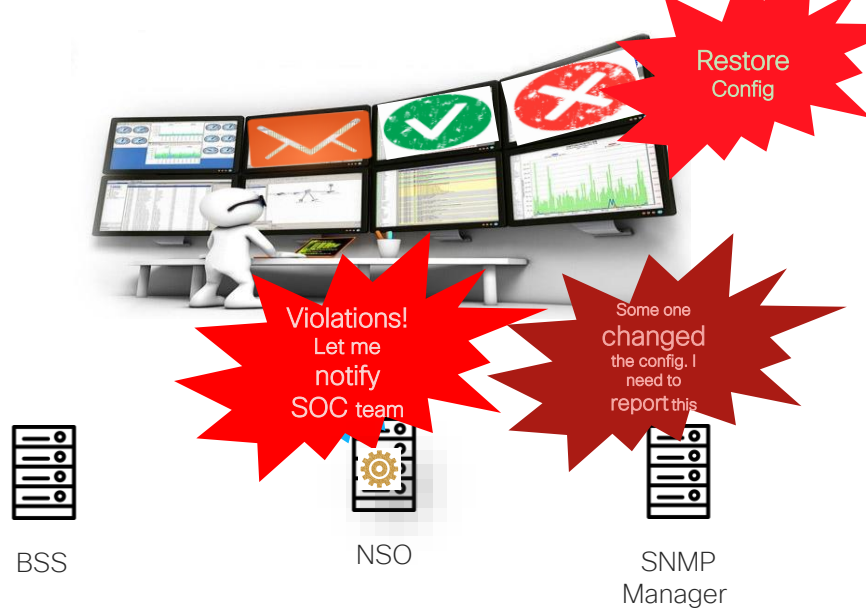 Restore
Config
Violations!
Let me
notify
SOC team
Some one
changed
the config. I
need to
report this
BSS
NSO
SNMP
Manager